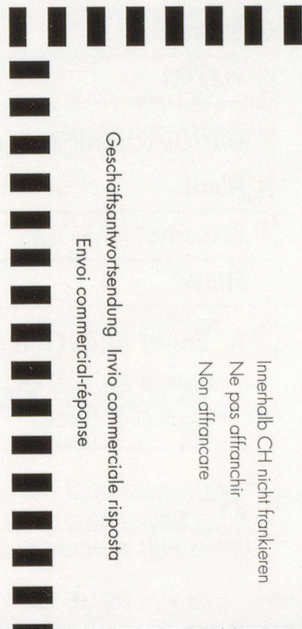 Innerhalb CH nicht frankieren
Ne pas affranchir
Non affrancare
Geschäftsantwortsendung Invio commerciale risposta
Envoi commercial-réponse